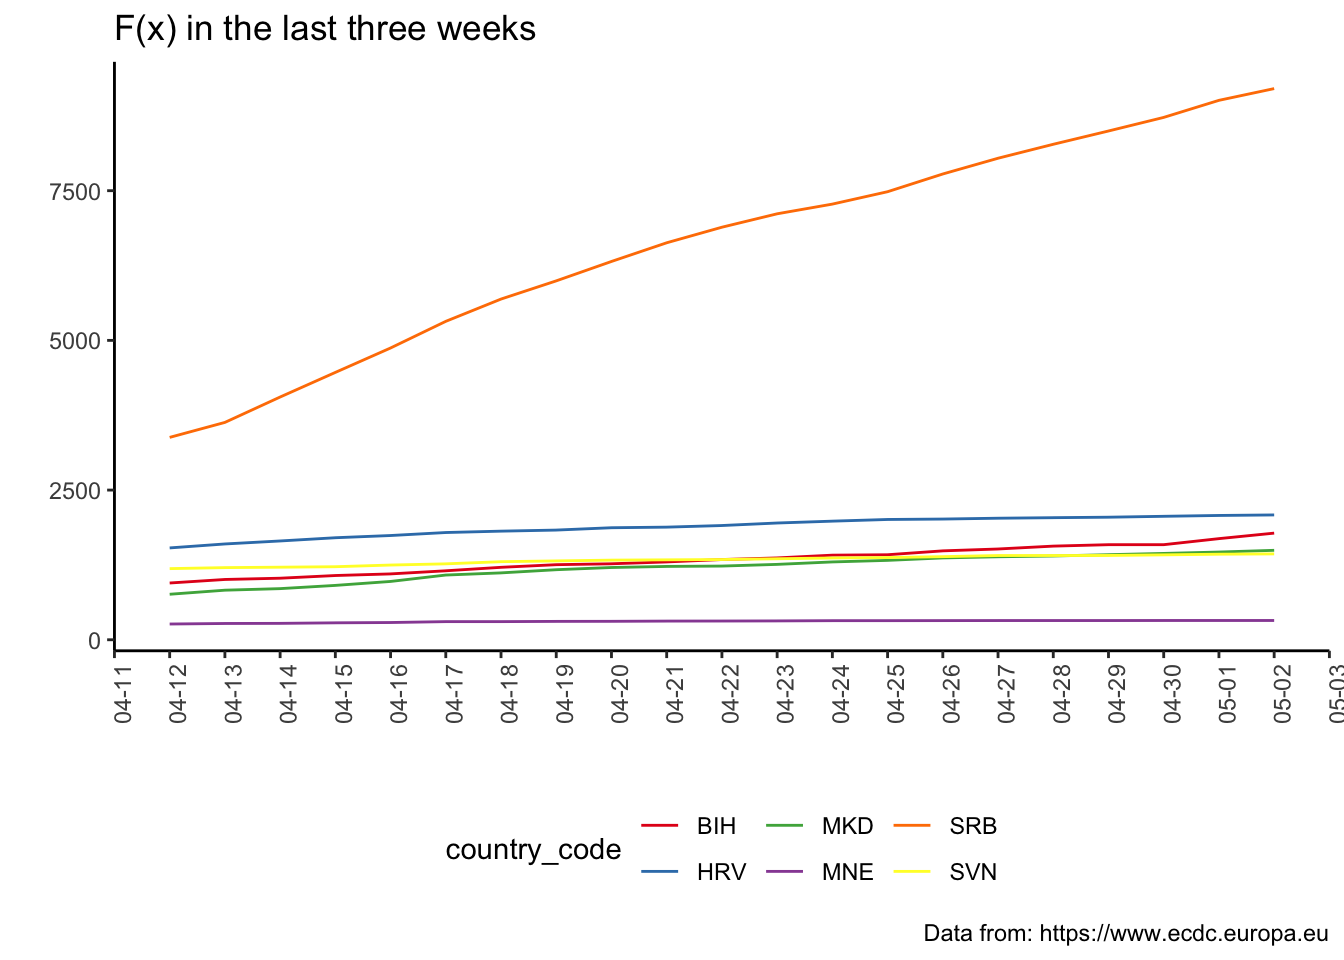 F(x) in the last three weeks
7500
5000
2500
0
04-11 04-12 04-13 04-14 04-15 04-16 04-17 04-18 04-19 04-20 04-21 04-22 04-23 04-24 04-25 04-26 04-27 04-28 04-29 04-30 05-01 05-02 05-03
country_code
BIH MKD SRB
HRV MNE SVN
Data from: https://www.ecdc.europa.eu